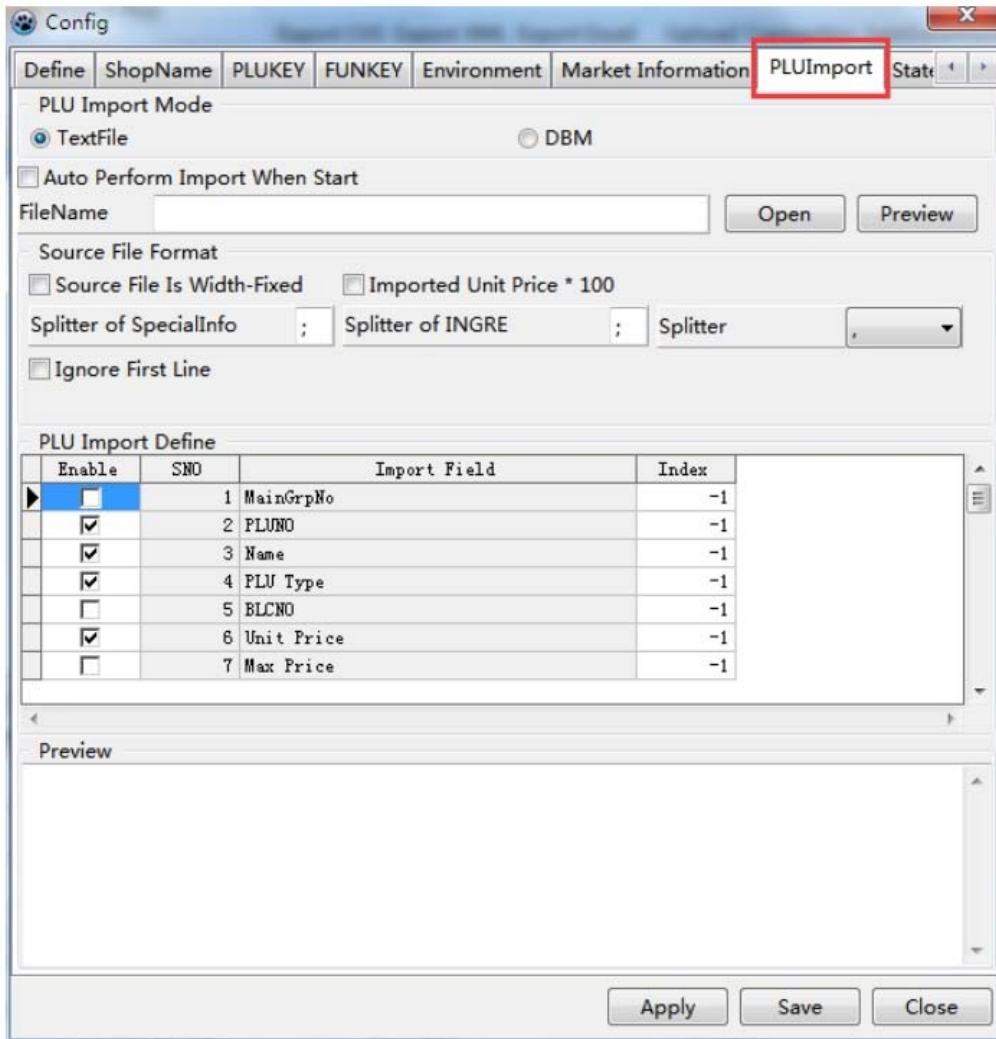 Config
Define ShopName PLUKEY FUNKEY Environment Market Information PLUImport State
PLU Import Mode
TextFile DBM
Auto Perform Import When Start
FileName Open Preview
Source File Format
Source File Is Width-Fixed Imported Unit Price * 100
Splitter of SpecialInfo ; Splitter of INGRE ; Splitter ,
Ignore First Line
PLU Import Define
Enable SNO Import Field Index
1 MainGrpNo -1
2 PLUNO -1
3 Name -1
4 PLU Type -1
5 BLCNO -1
6 Unit Price -1
7 Max Price -1
Preview
Apply Save Close